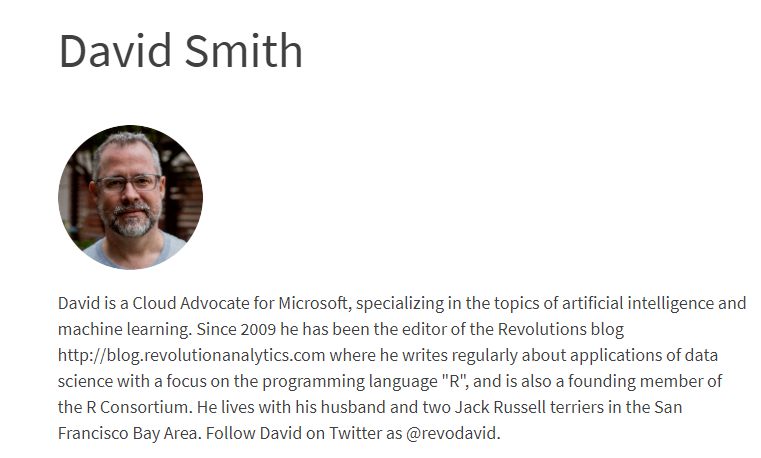 David Smith
David is a Cloud Advocate for Microsoft, specializing in the topics of artificial intelligence and
machine learning. Since 2009 he has been the editor of the Revolutions blog
http://blog.revolutionanalytics.com where he writes regularly about applications of data
science with a focus on the programming language "R", and is also a founding member of
the R Consortium. He lives with his husband and two Jack Russell terriers in the San
Francisco Bay Area. Follow David on Twitter as @revodavid.